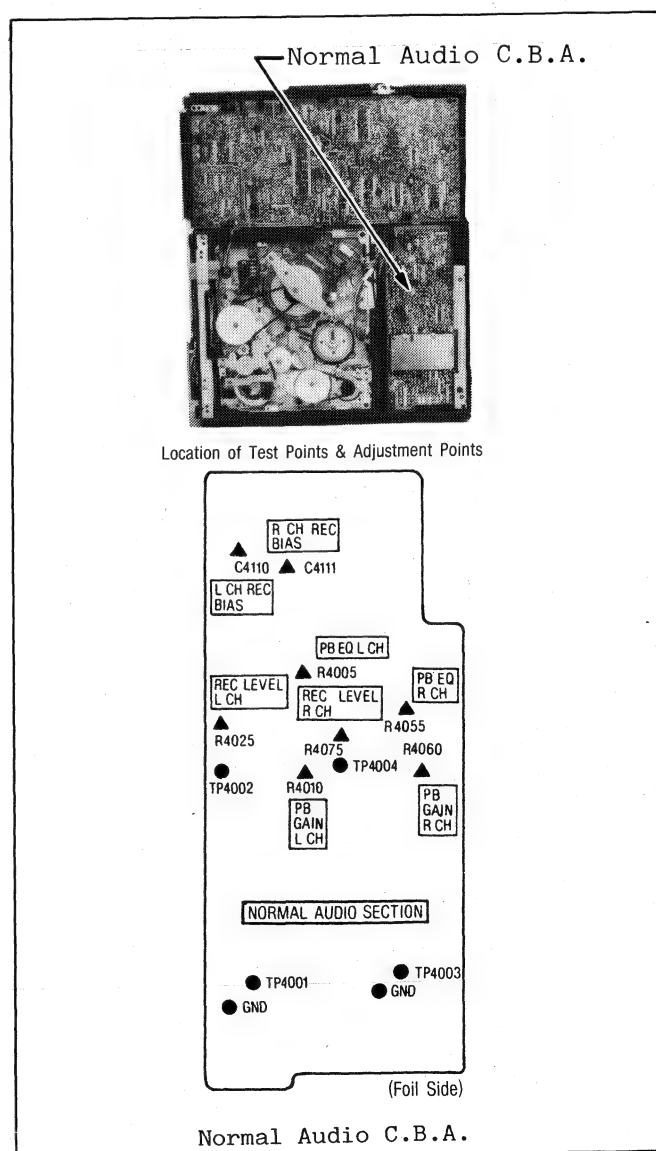 Normal Audio C.B.A.
Location of Test Points & Adjustment Points
R CH REC
BIAS
C4110
C4111
L CH REC
BIAS
PB EQ L CH
R4005
REC LEVEL
L CH
REC LEVEL
R CH
PB EQ
R CH
R4025
R4075
R4055
R4060
TP4002
R4010
TP4004
PB
GAIN
L CH
PB
GAIN
R CH
NORMAL AUDIO SECTION
TP4001
TP4003
GND
GND
(Foil Side)
Normal Audio C.B.A.